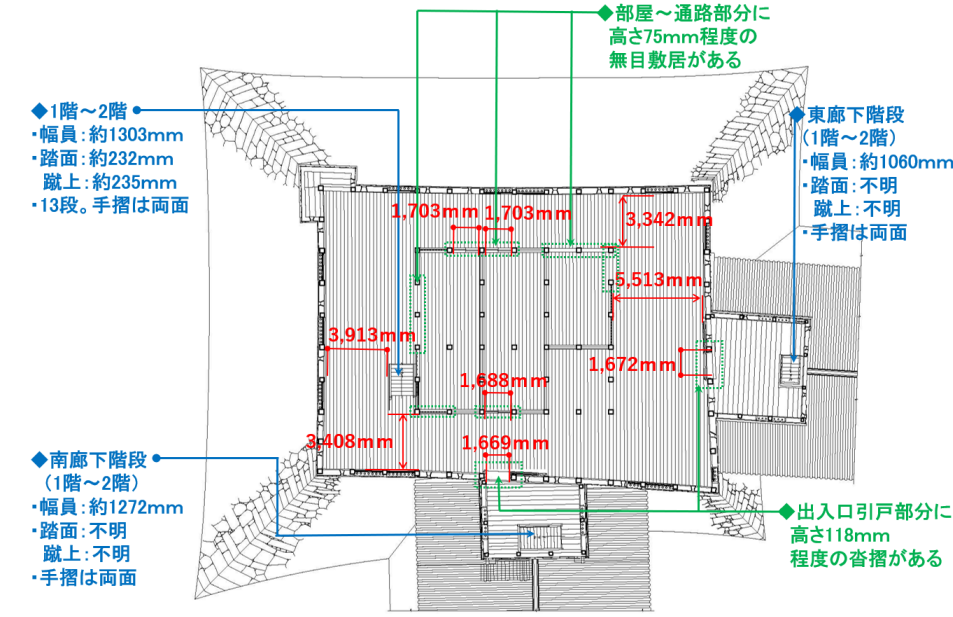 ◆部屋～通路部分に
高さ75mm程度の
無目敷居がある
◆1階～2階
・幅員：約1303mm
・踏面：約232mm
蹴上：約235mm
・13段。手摺は両面
◆東廊下階段
（1階～2階）
・幅員：約1060mm
・踏面：不明
蹴上：不明
・手摺は両面
1,703mm
1,703mm
3,342mm
5,513mm
3,913mm
1,672mm
1,688mm
3,408mm
1,669mm
◆南廊下階段
（1階～2階）
・幅員：約1272mm
・踏面：不明
蹴上：不明
・手摺は両面
◆出入口引戸部分に
高さ118mm
程度の沓摺がある